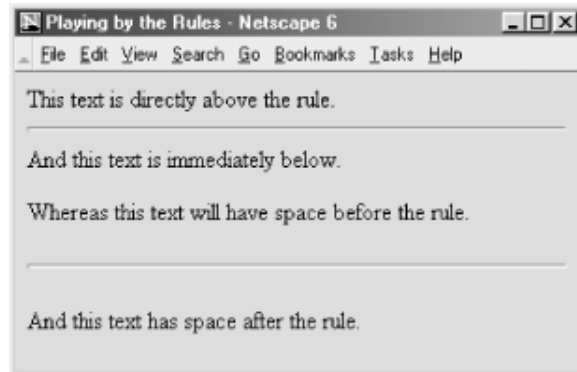 Playing by the Rules - Netscape 6
File Edit View Search Go Bookmarks Tasks Help
This text is directly above the rule.
And this text is immediately below.
Whereas this text will have space before the rule.
And this text has space after the rule.